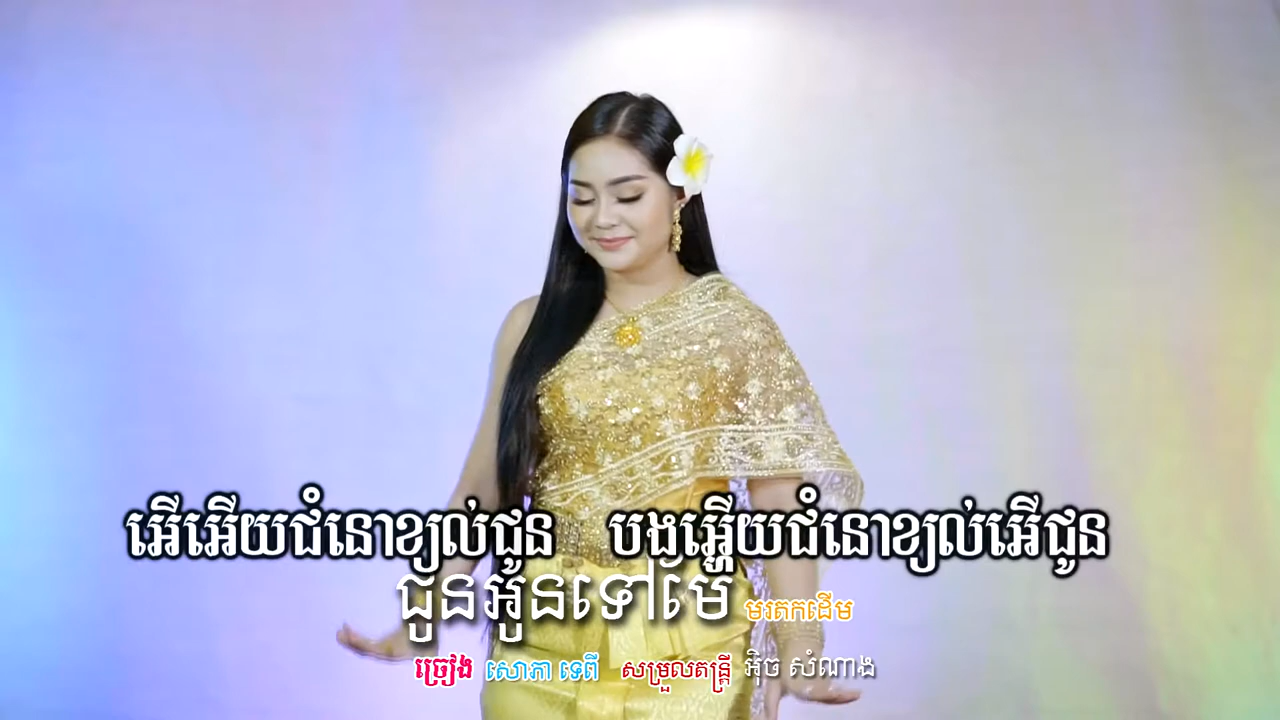 អើអើយជំនោខ្យល់ជូន បងអ្ហើយជំនោខ្យល់អើជូន
ជូនអូនទៅម៉ែ មរតកដើម
ច្រៀង សោភា ទេពី សម្រួលតន្ត្រី អ៊ិច សំណាង